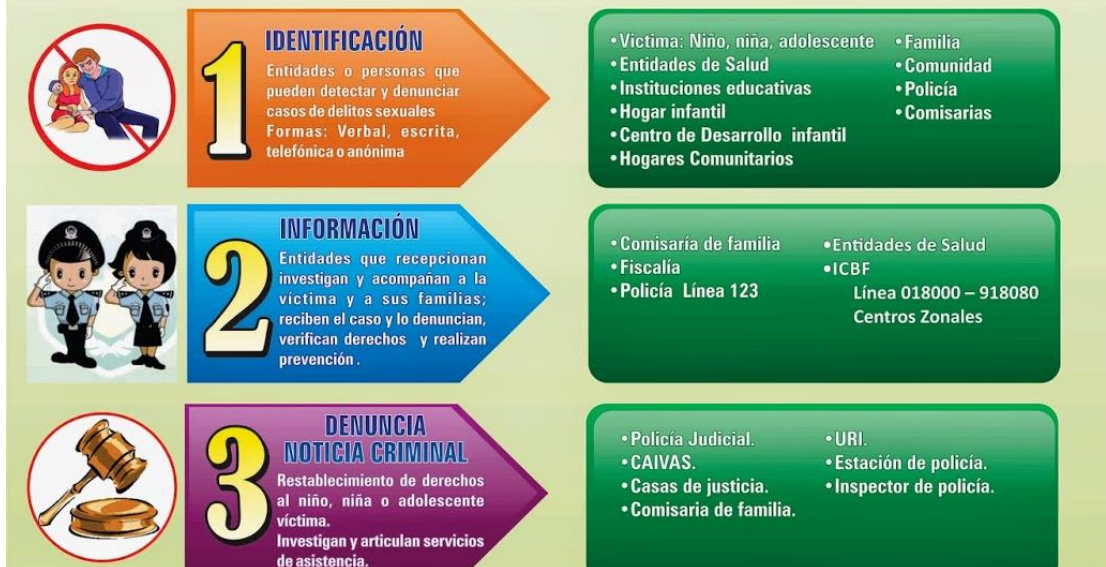 1
IDENTIFICACIÓN
Entidades o personas que
pueden detectar y denunciar
casos de delitos sexuales
Formas: Verbal, escrita,
telefónica o anónima
•Victima: Niño, niña, adolescente
•Entidades de Salud
•Instituciones educativas
•Hogar infantil
•Centro de Desarrollo infantil
•Hogares Comunitarios
•Familia
•Comunidad
•Policía
•Comisarias
2
INFORMACIÓN
Entidades que recepcionan
investigan y acompañan a la
víctima y a sus familias;
reciben el caso y lo denuncian,
verifican derechos y realizan
prevención .
•Comisaría de familia
•Fiscalía
•Policía Línea 123
•Entidades de Salud
•ICBF
Línea 018000 – 918080
Centros Zonales
3
DENUNCIA
NOTICIA CRIMINAL
Restablecimiento de derechos
al niño, niña o adolescente
víctima.
Investigan y articulan servicios
de asistencia.
•Policía Judicial.
•CAIVAS.
•Casas de justicia.
•Comisaria de familia.
•URI.
•Estación de policía.
•Inspector de policía.